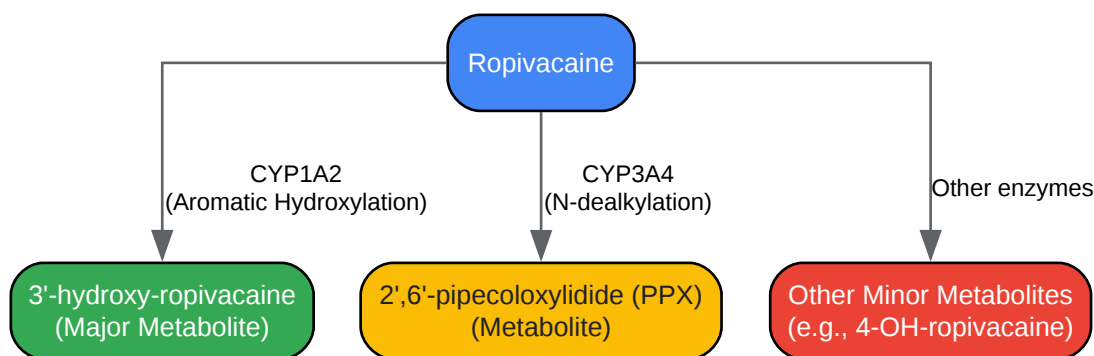 Ropivacaine
CYP1A2
(Aromatic Hydroxylation)
CYP3A4
(N-dealkylation)
Other enzymes
3'-hydroxy-ropivacaine
(Major Metabolite)
2',6'-pipecoloxylidide (PPX)
(Metabolite)
Other Minor Metabolites
(e.g., 4-OH-ropivacaine)